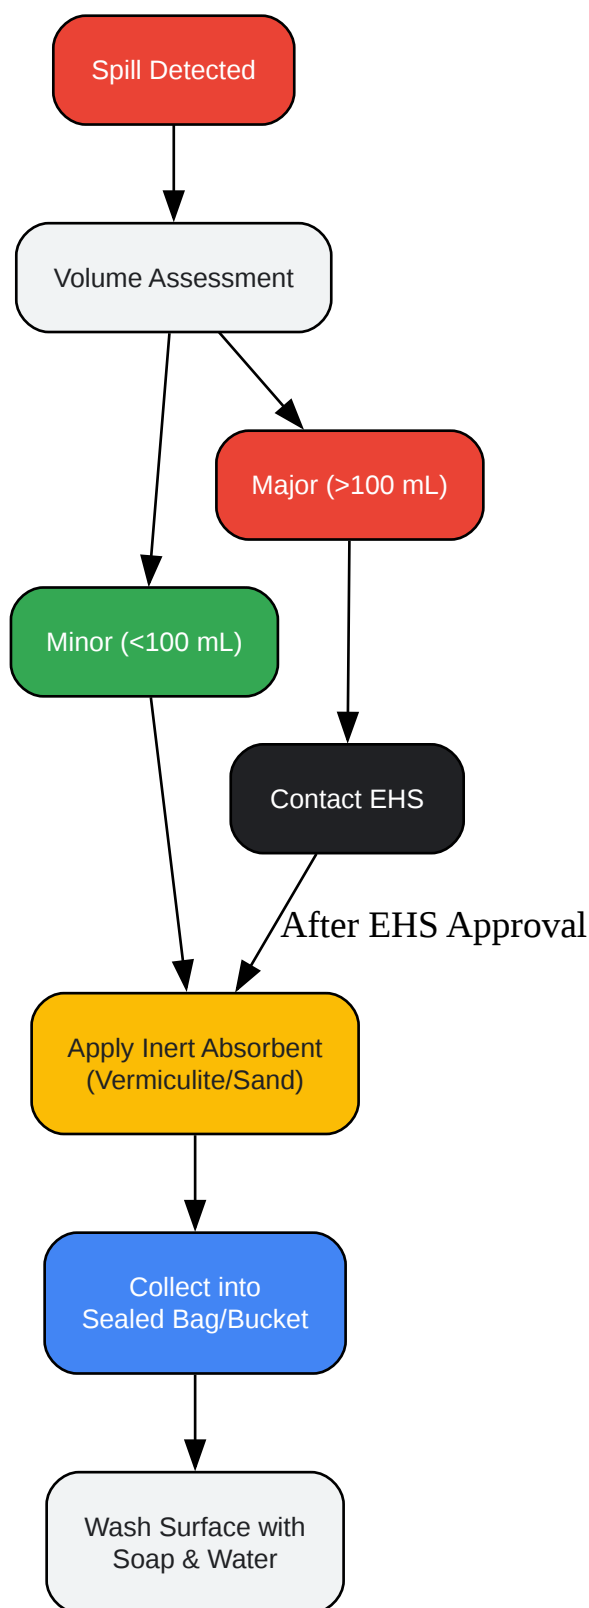 Spill Detected
Volume Assessment
Major (>100 mL)
Minor (<100 mL)
Contact EHS
After EHS Approval
Apply Inert Absorbent
(Vermiculite/Sand)
Collect into
Sealed Bag/Bucket
Wash Surface with
Soap & Water